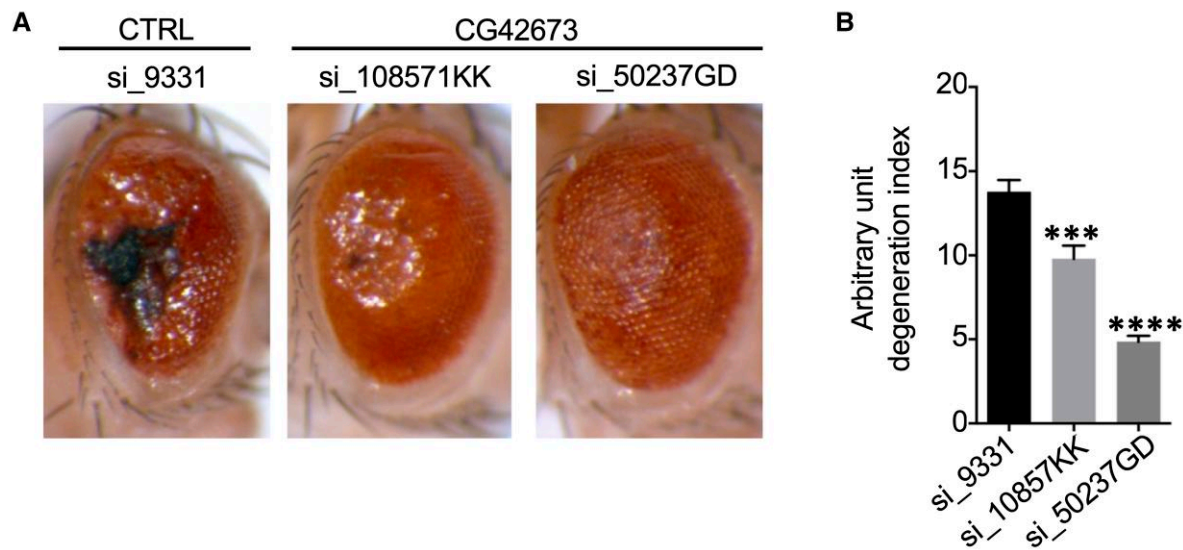 A
CTRL
CG42673
si_9331
si_108571KK
si_50237GD
B
Arbitrary unit
degeneration index
20
15
10
5
0
***
****
si_9331
si_10857KK
si_50237GD